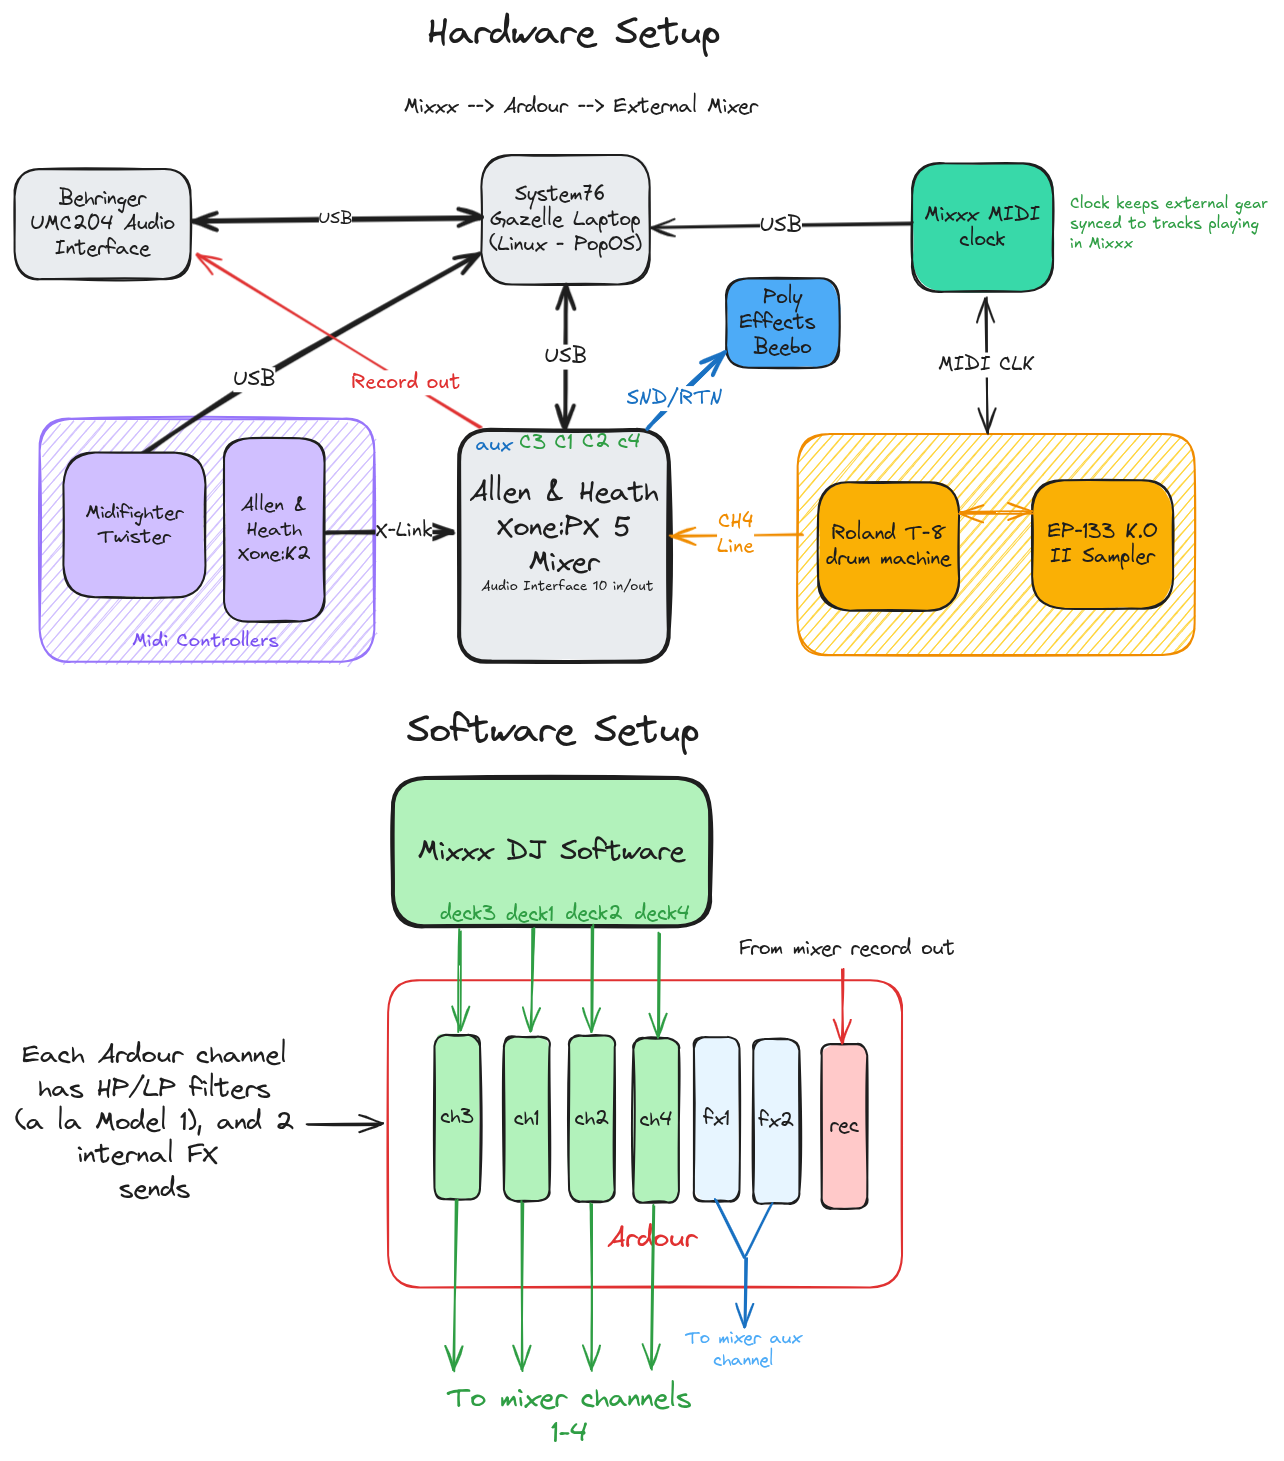 Hardware Setup
Mixxx --> Ardour --> External Mixer
Behringer
UMC204 Audio
Interface
USB
System76
Gazelle Laptop
(Linux - PopOS)
USB
Mixxx MIDI
clock
Clock keeps external gear
synced to tracks playing
in Mixxx
Poly
Effects
Beebo
USB
USB
Record out
SND/RTN
MIDI CLK
aux C3 C1 C2 c4
Allen & Heath
Xone:PX 5
Mixer
Audio Interface 10 in/out
Midifighter
Twister
Allen &
Heath
Xone:K2
X-Link
Midi Controllers
CH4
Line
Roland T-8
drum machine
EP-133 K.O
II Sampler
Software Setup
Mixxx DJ Software
deck3 deck1 deck2 deck4
From mixer record out
Each Ardour channel
has HP/LP filters
(a la Model 1), and 2
internal FX
sends
ch3
ch1
ch2
ch4
fx1
fx2
rec
Ardour
To mixer aux
channel
To mixer channels
1-4